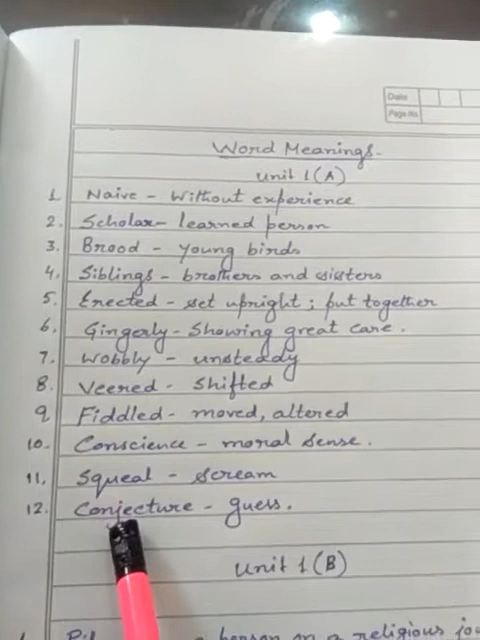 Date
Page No.
Word Meanings.
Unit 1(A)
1 Naive - Without experience
2. Scholar - learned person
3. Brood - young birds
4. Siblings - brothers and sisters
5. Erected - set upright ; put together
6. Gingerly - Showing great care.
7. Wobbly - unsteady
8. Veered - Shifted
9 Fiddled - moved, altered
10. Conscience - moral sense.
11. Squeal - scream
12. Conjecture - guess.
Unit 1(B)
person on a religious